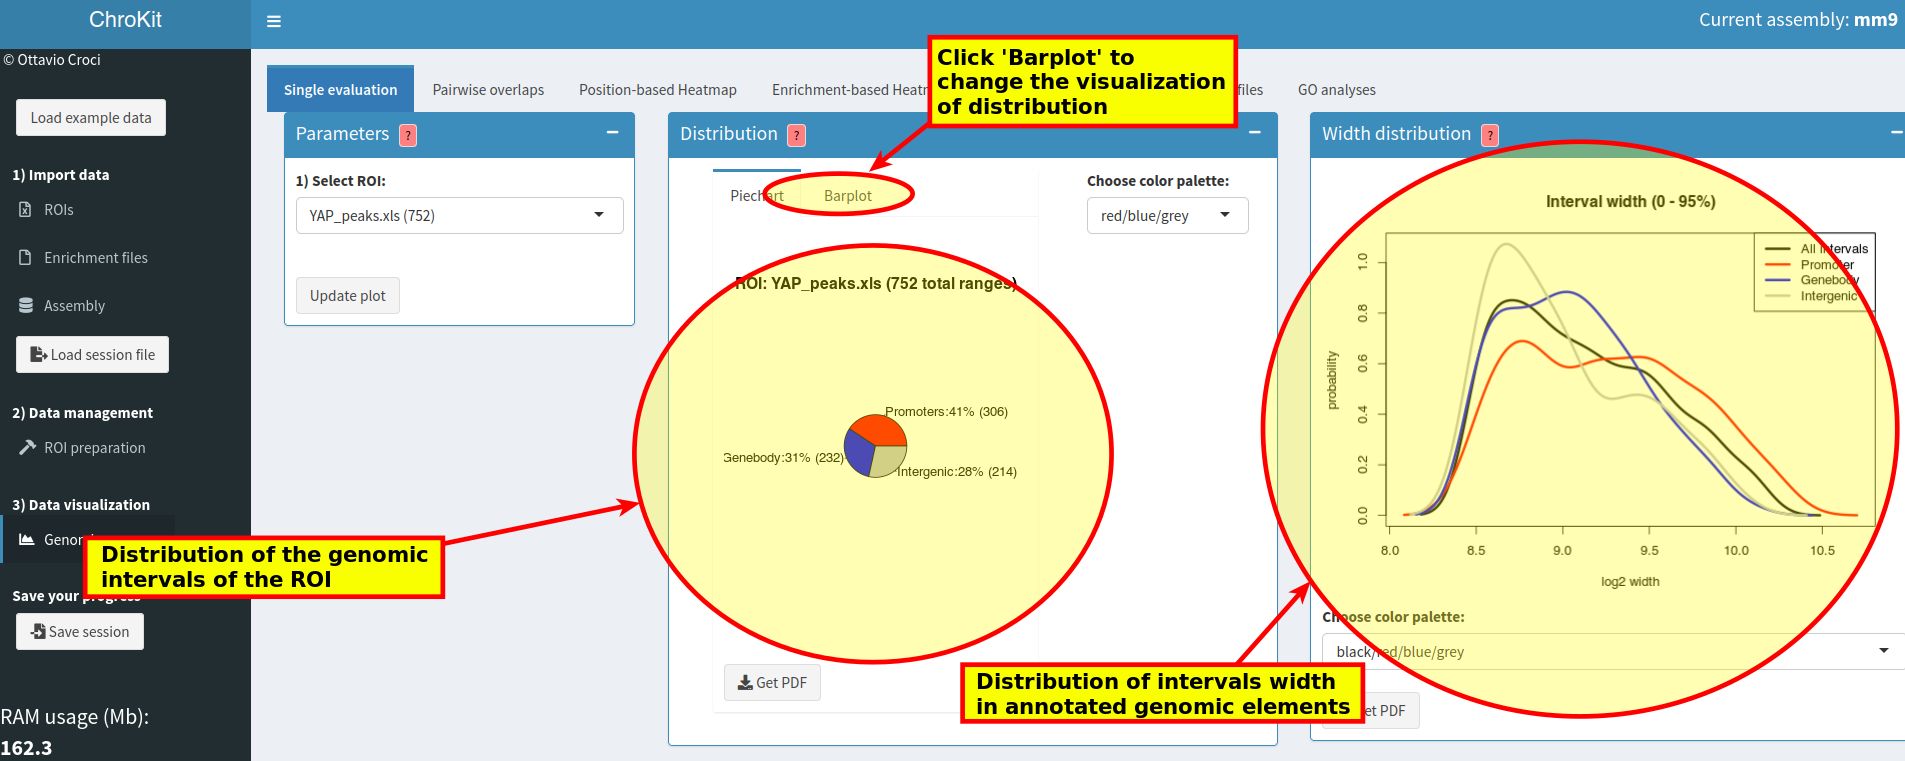 ChroKit
Current assembly: mm9
© Ottavio Croci
Load example data
1) Import data
ROIs
Enrichment files
Assembly
Load session file
2) Data management
ROI preparation
3) Data visualization
Save your progress
Save session
RAM usage (Mb):
162.3
Single evaluation
Pairwise overlaps
Position-based Heatmap
Enrichment-based
files
GO analyses
Click 'Barplot' to
change the visualization
of distribution
Parameters ?
1) Select ROI:
YAP_peaks.xls (752)
Update plot
Distribution ?
Piechart
Barplot
Choose color palette:
red/blue/grey
ROI: YAP_peaks.xls (752 total ranges)
Promoters:41% (306)
Genebody:31% (232)
Intergenic:28% (214)
Get PDF
Distribution of the genomic
intervals of the ROI
Width distribution ?
Interval width (0 - 95%)
All intervals
Promoter
Genebody
Intergenic
probability
1.0
0.8
0.6
0.4
0.2
0.0
8.0 8.5 9.0 9.5 10.0 10.5
log2 width
Choose color palette:
black/red/blue/grey
PDF
Distribution of intervals width
in annotated genomic elements